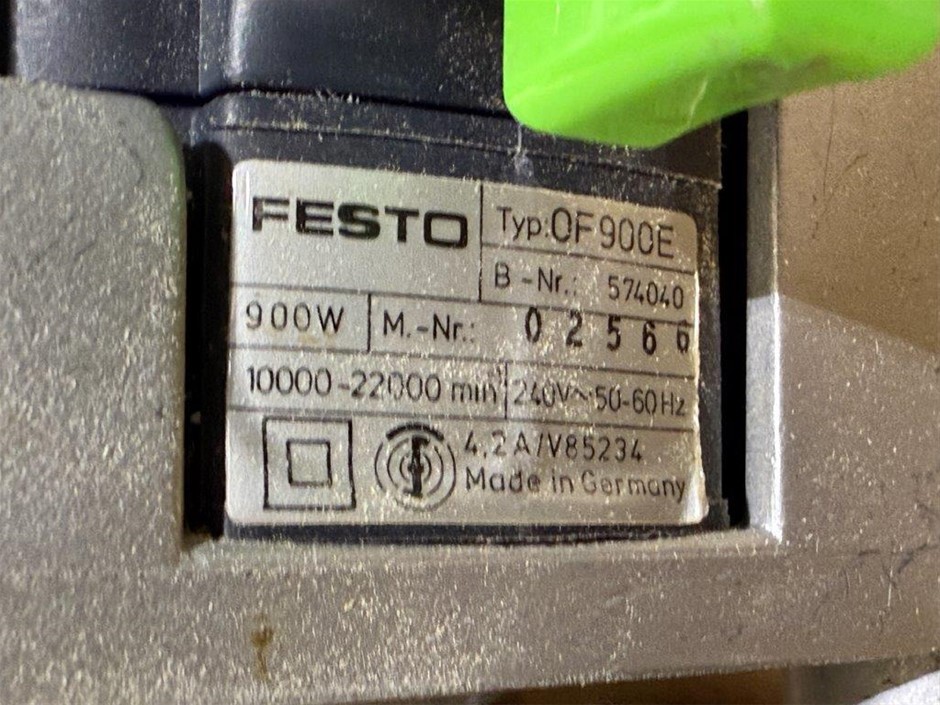 FESTO
Typ: OF900E
B-Nr.: 574040
900W
M.-Nr.: 02566
10000-22000 min⁻¹
240V~50-60Hz
4,2A/V85234
Made in Germany